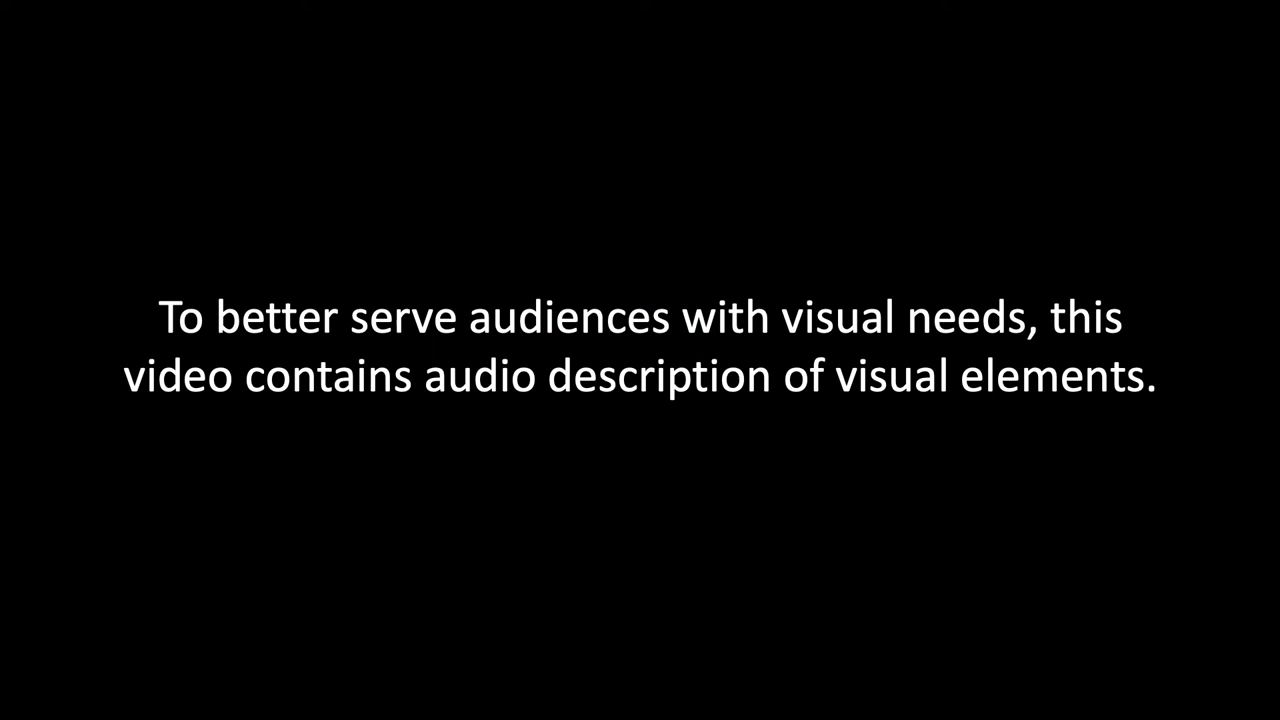 To better serve audiences with visual needs, this
video contains audio description of visual elements.